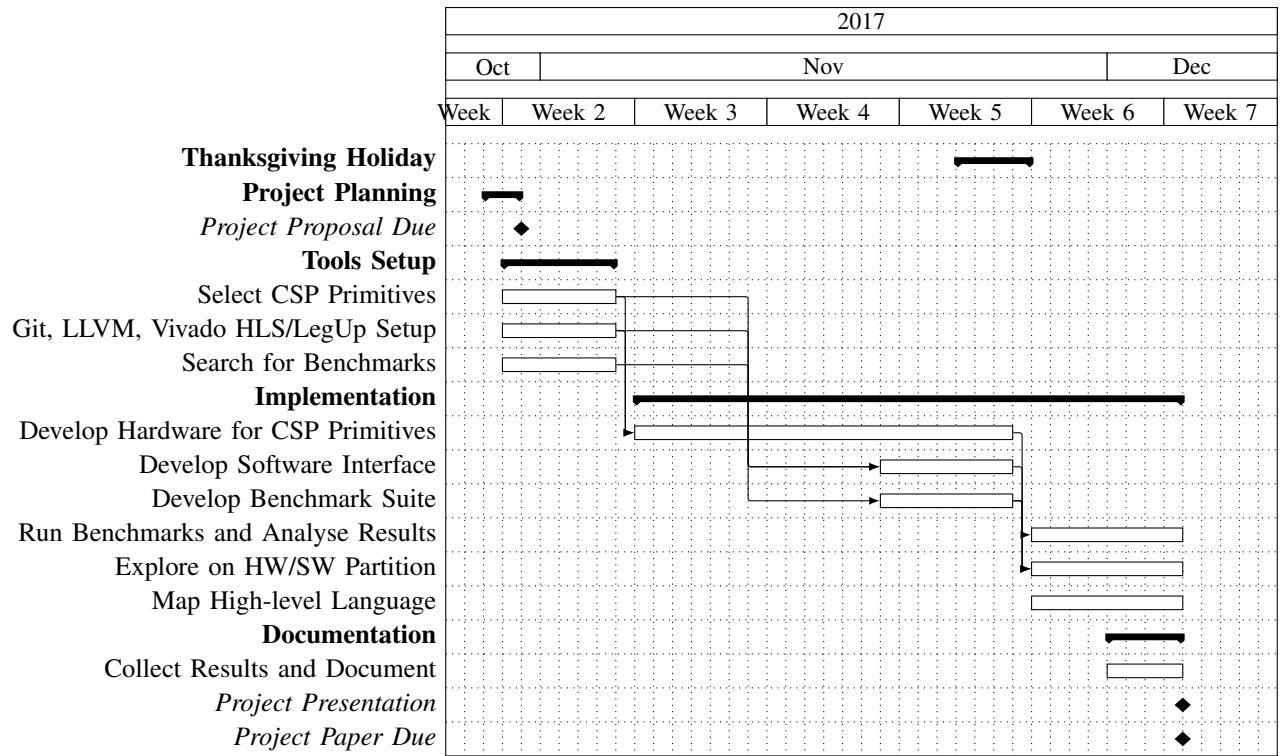 2017
Oct Nov Dec
Week Week 2 Week 3 Week 4 Week 5 Week 6 Week 7
Thanksgiving Holiday
Project Planning
Project Proposal Due
Tools Setup
Select CSP Primitives
Git, LLVM, Vivado HLS/LegUp Setup
Search for Benchmarks
Implementation
Develop Hardware for CSP Primitives
Develop Software Interface
Develop Benchmark Suite
Run Benchmarks and Analyse Results
Explore on HW/SW Partition
Map High-level Language
Documentation
Collect Results and Document
Project Presentation
Project Paper Due